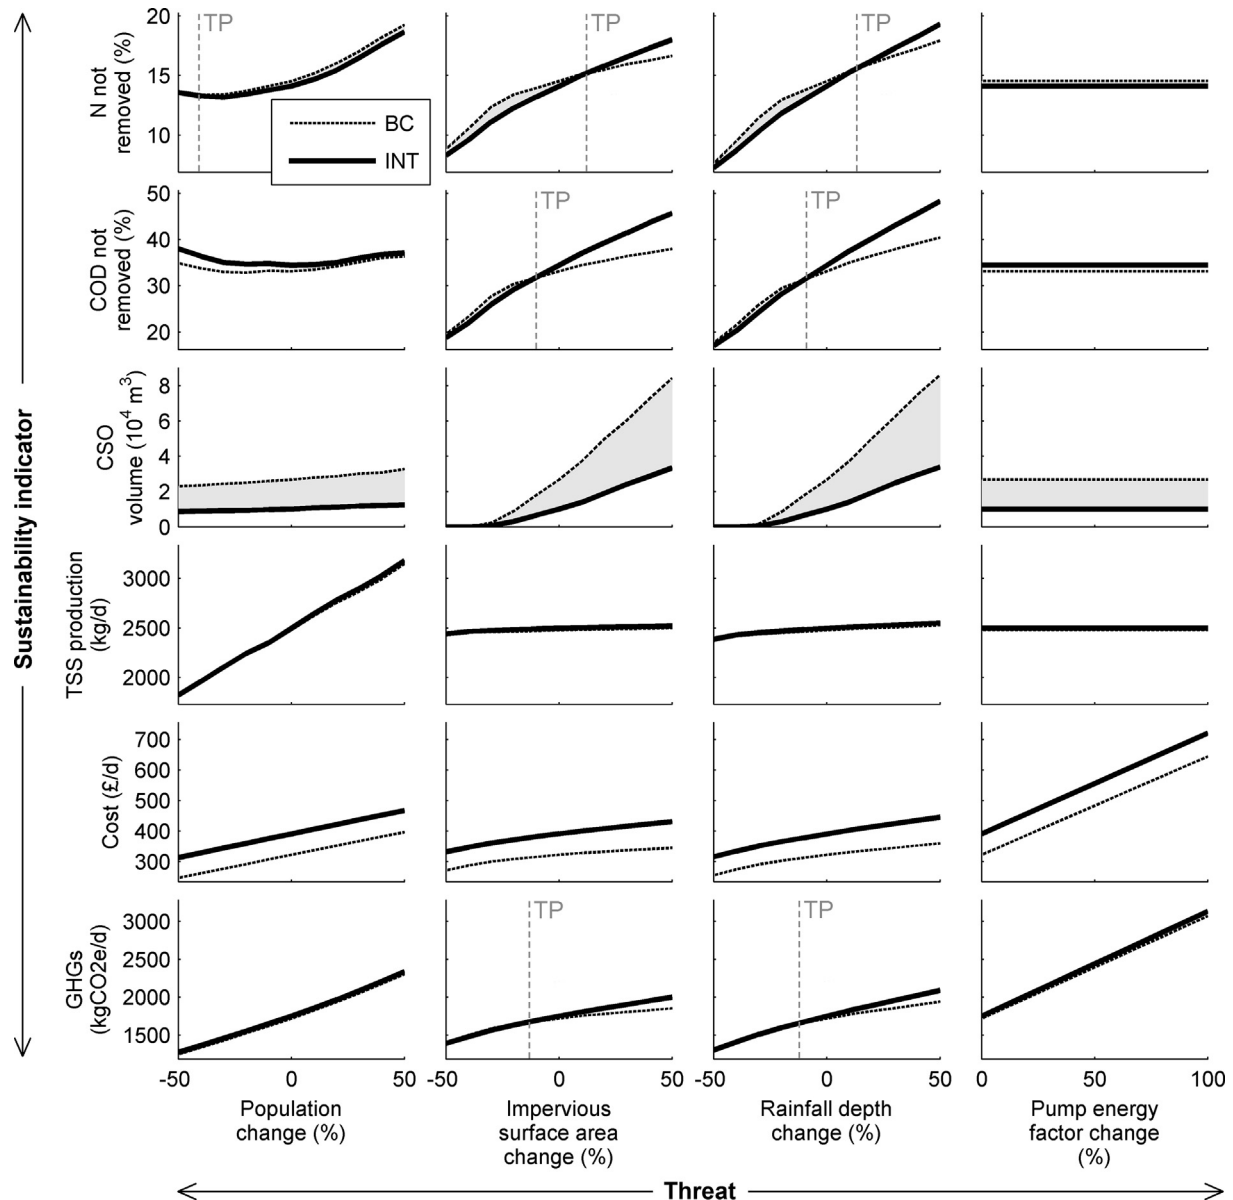 20
15
10
N not
removed (%)
TP
TP
TP
BC
INT
50
40
30
20
COD not
removed (%)
TP
TP
8
6
4
2
0
CSO
volume (10⁴ m³)
3000
2500
2000
TSS production
(kg/d)
700
600
500
400
300
Cost (£/d)
3000
2500
2000
1500
GHGs
(kgCO2e/d)
TP
TP
-50 0 50
-50 0 50
-50 0 50
0 50 100
Population
change (%)
Impervious
surface area
change (%)
Rainfall depth
change (%)
Pump energy
factor change
(%)
Sustainability indicator
Threat